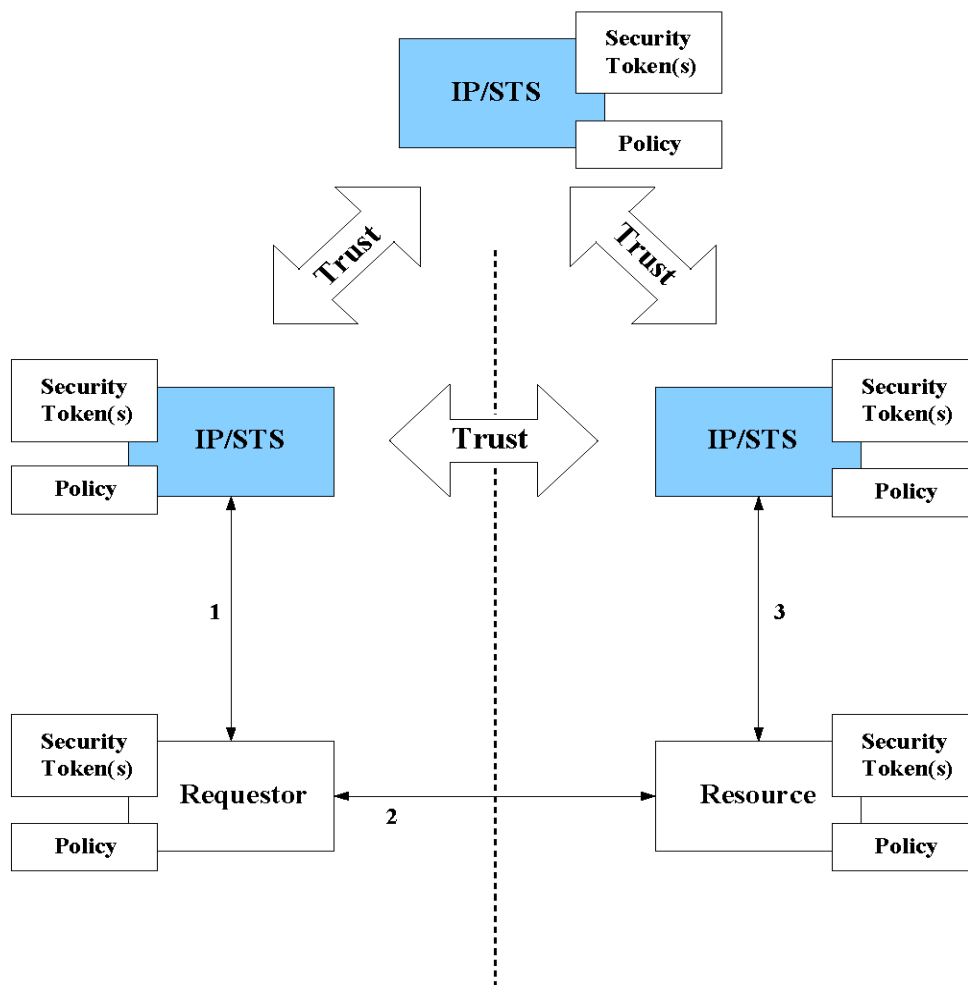 Security
Token(s)
IP/STS
Policy
Trust
Trust
Security
Token(s)
IP/STS
Policy
Trust
Security
Token(s)
IP/STS
Policy
1
3
Security
Token(s)
Requestor
Policy
2
Security
Token(s)
Resource
Policy